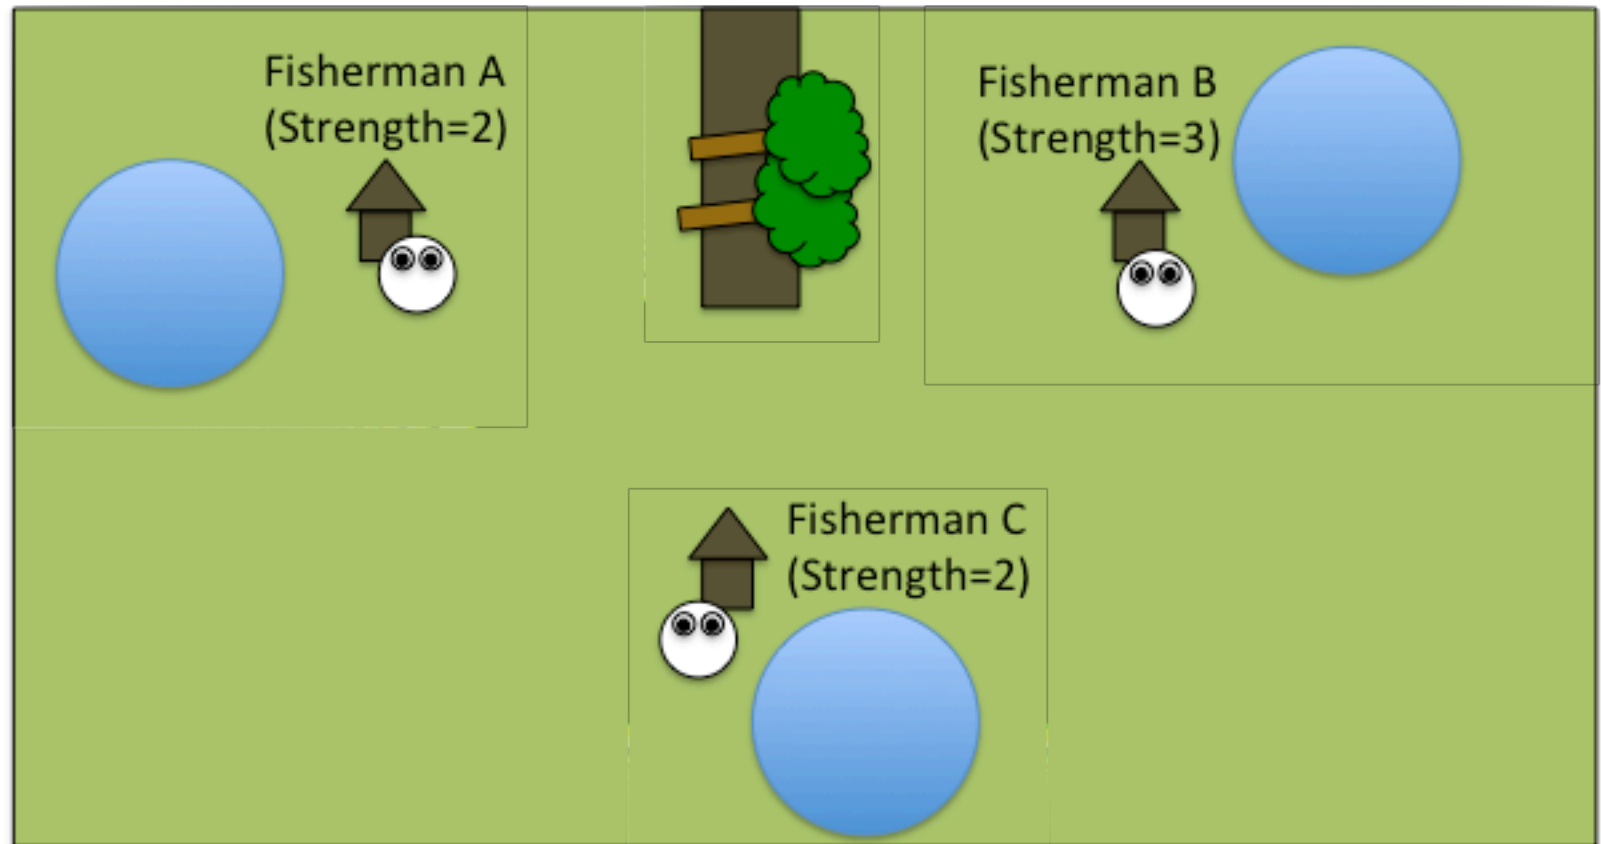 Fisherman A
(Strength=2)
Fisherman B
(Strength=3)
Fisherman C
(Strength=2)